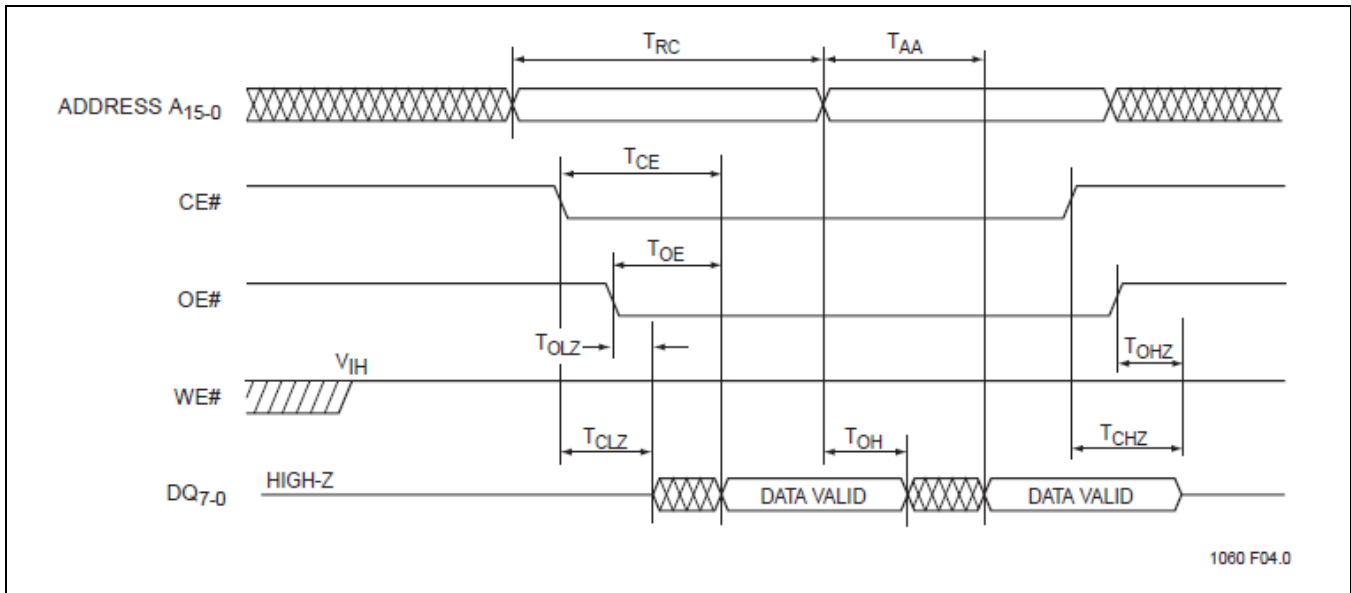 TRC
TAA
ADDRESS A15-0
TCE
CE#
TOE
OE#
TOLZ
TOHZ
VIH
WE#
TCLZ
TOH
TCHZ
HIGH-Z
DQ7-0
DATA VALID
DATA VALID
1060 F04.0